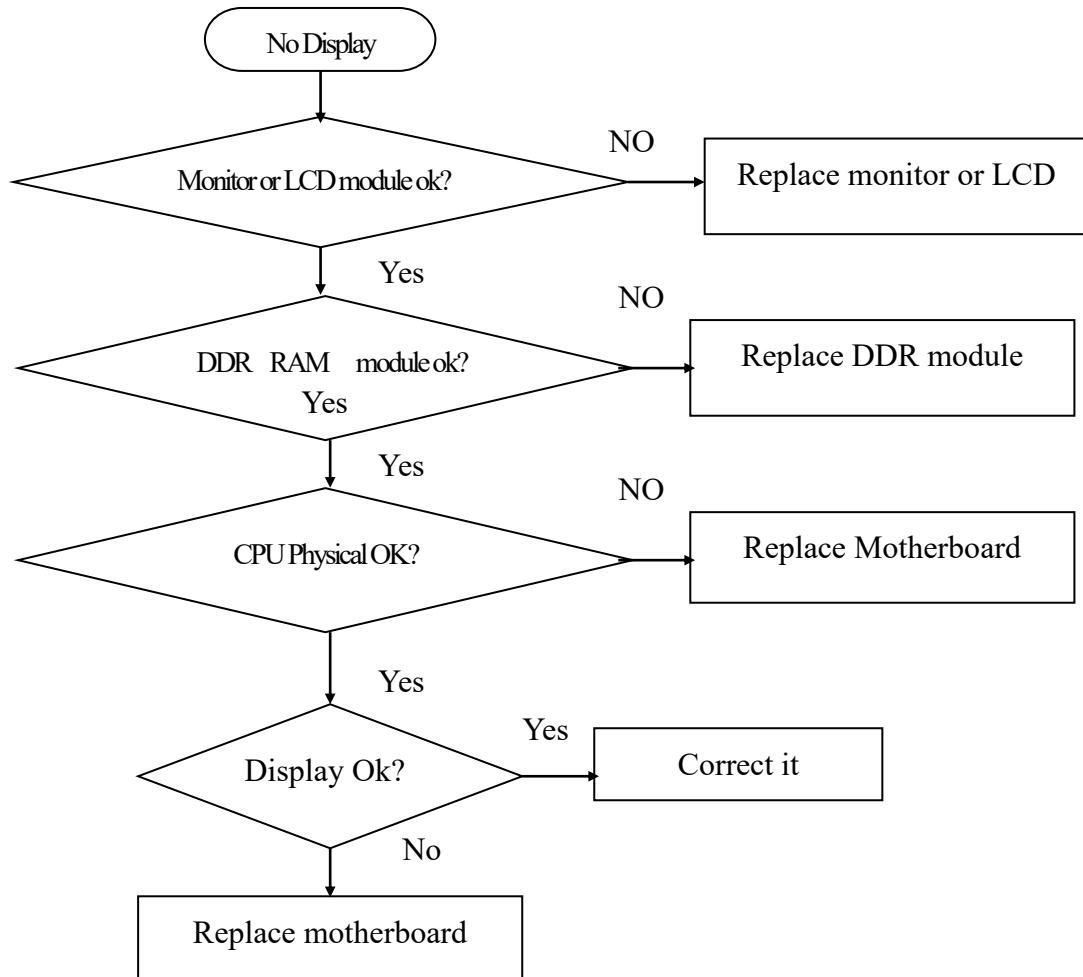 No Display
NO
Monitor or LCD module ok?
Replace monitor or LCD
Yes
NO
DDR RAM module ok?
Replace DDR module
Yes
Yes
NO
CPU Physical OK?
Replace Motherboard
Yes
Yes
Display Ok?
Correct it
No
Replace motherboard